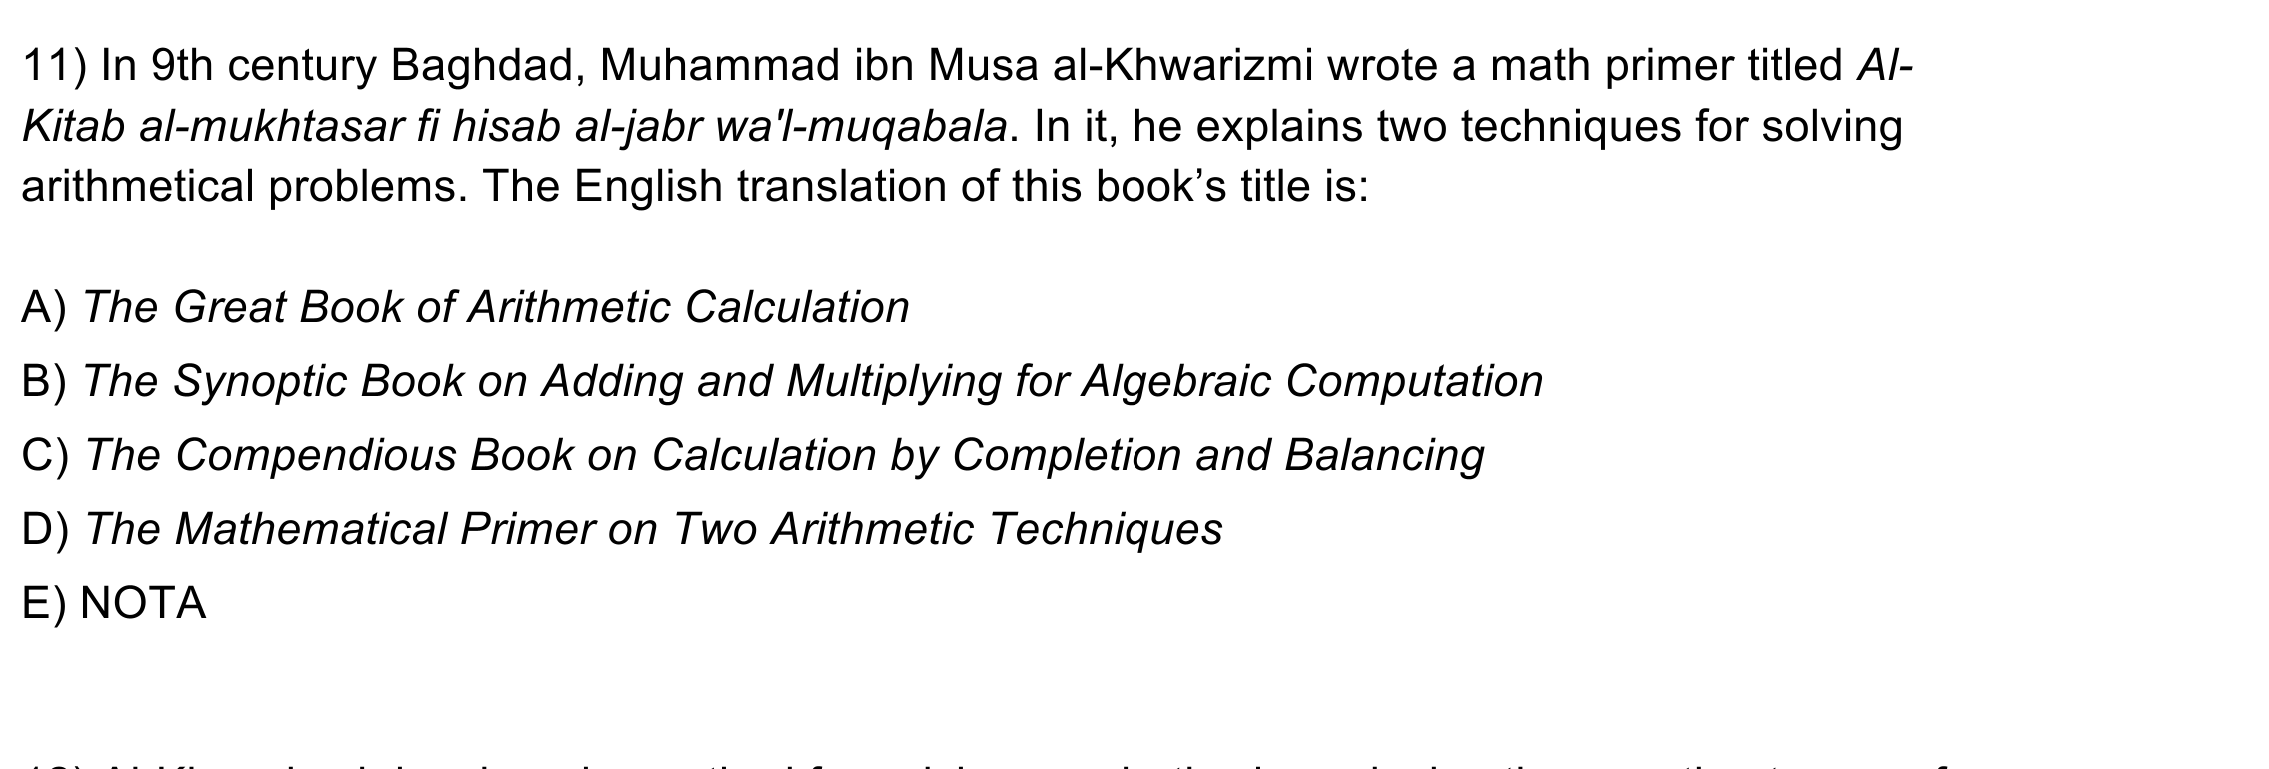 11) In 9th century Baghdad, Muhammad ibn Musa al-Khwarizmi wrote a math primer titled Al-
Kitab al-mukhtasar fi hisab al-jabr wa'l-muqabala. In it, he explains two techniques for solving
arithmetical problems. The English translation of this book’s title is:
A) The Great Book of Arithmetic Calculation
B) The Synoptic Book on Adding and Multiplying for Algebraic Computation
C) The Compendious Book on Calculation by Completion and Balancing
D) The Mathematical Primer on Two Arithmetic Techniques
E) NOTA